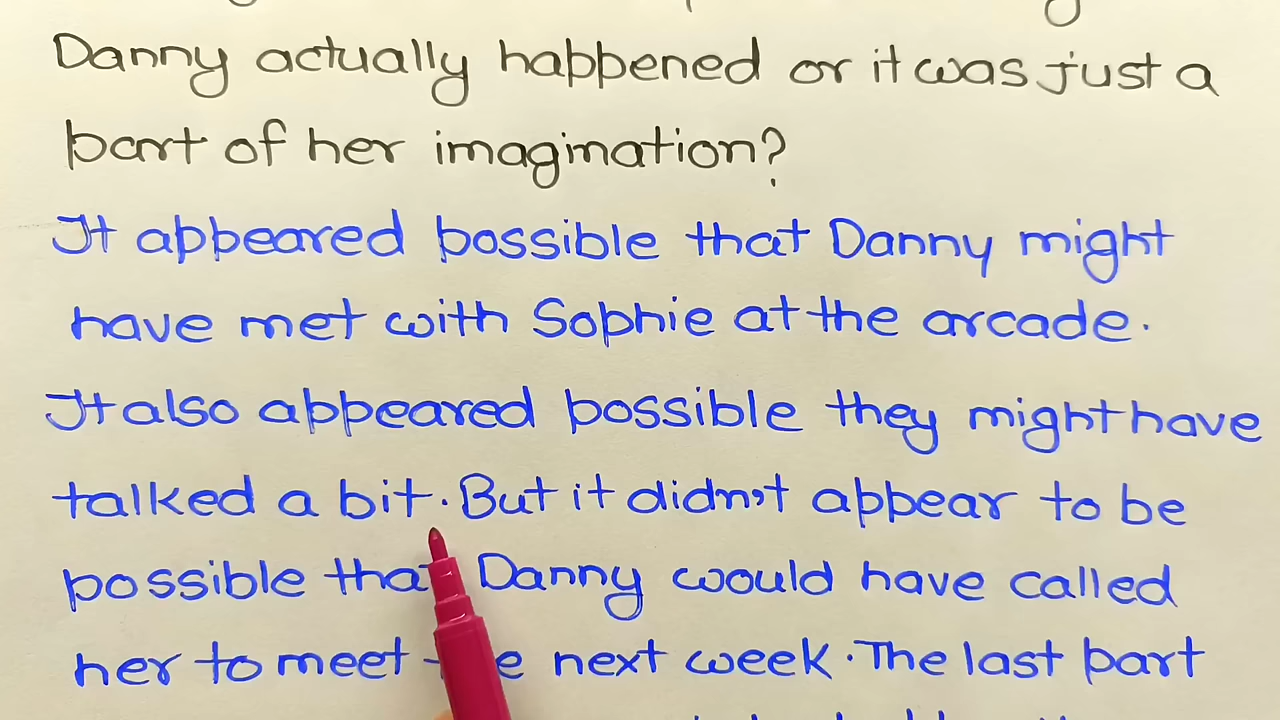 Danny actually happened or it was just a
part of her imagination?
It appeared possible that Danny might
have met with Sophie at the arcade.
It also appeared possible they might have
talked a bit. But it didn't appear to be
possible that Danny would have called
her to meet next week. The last part